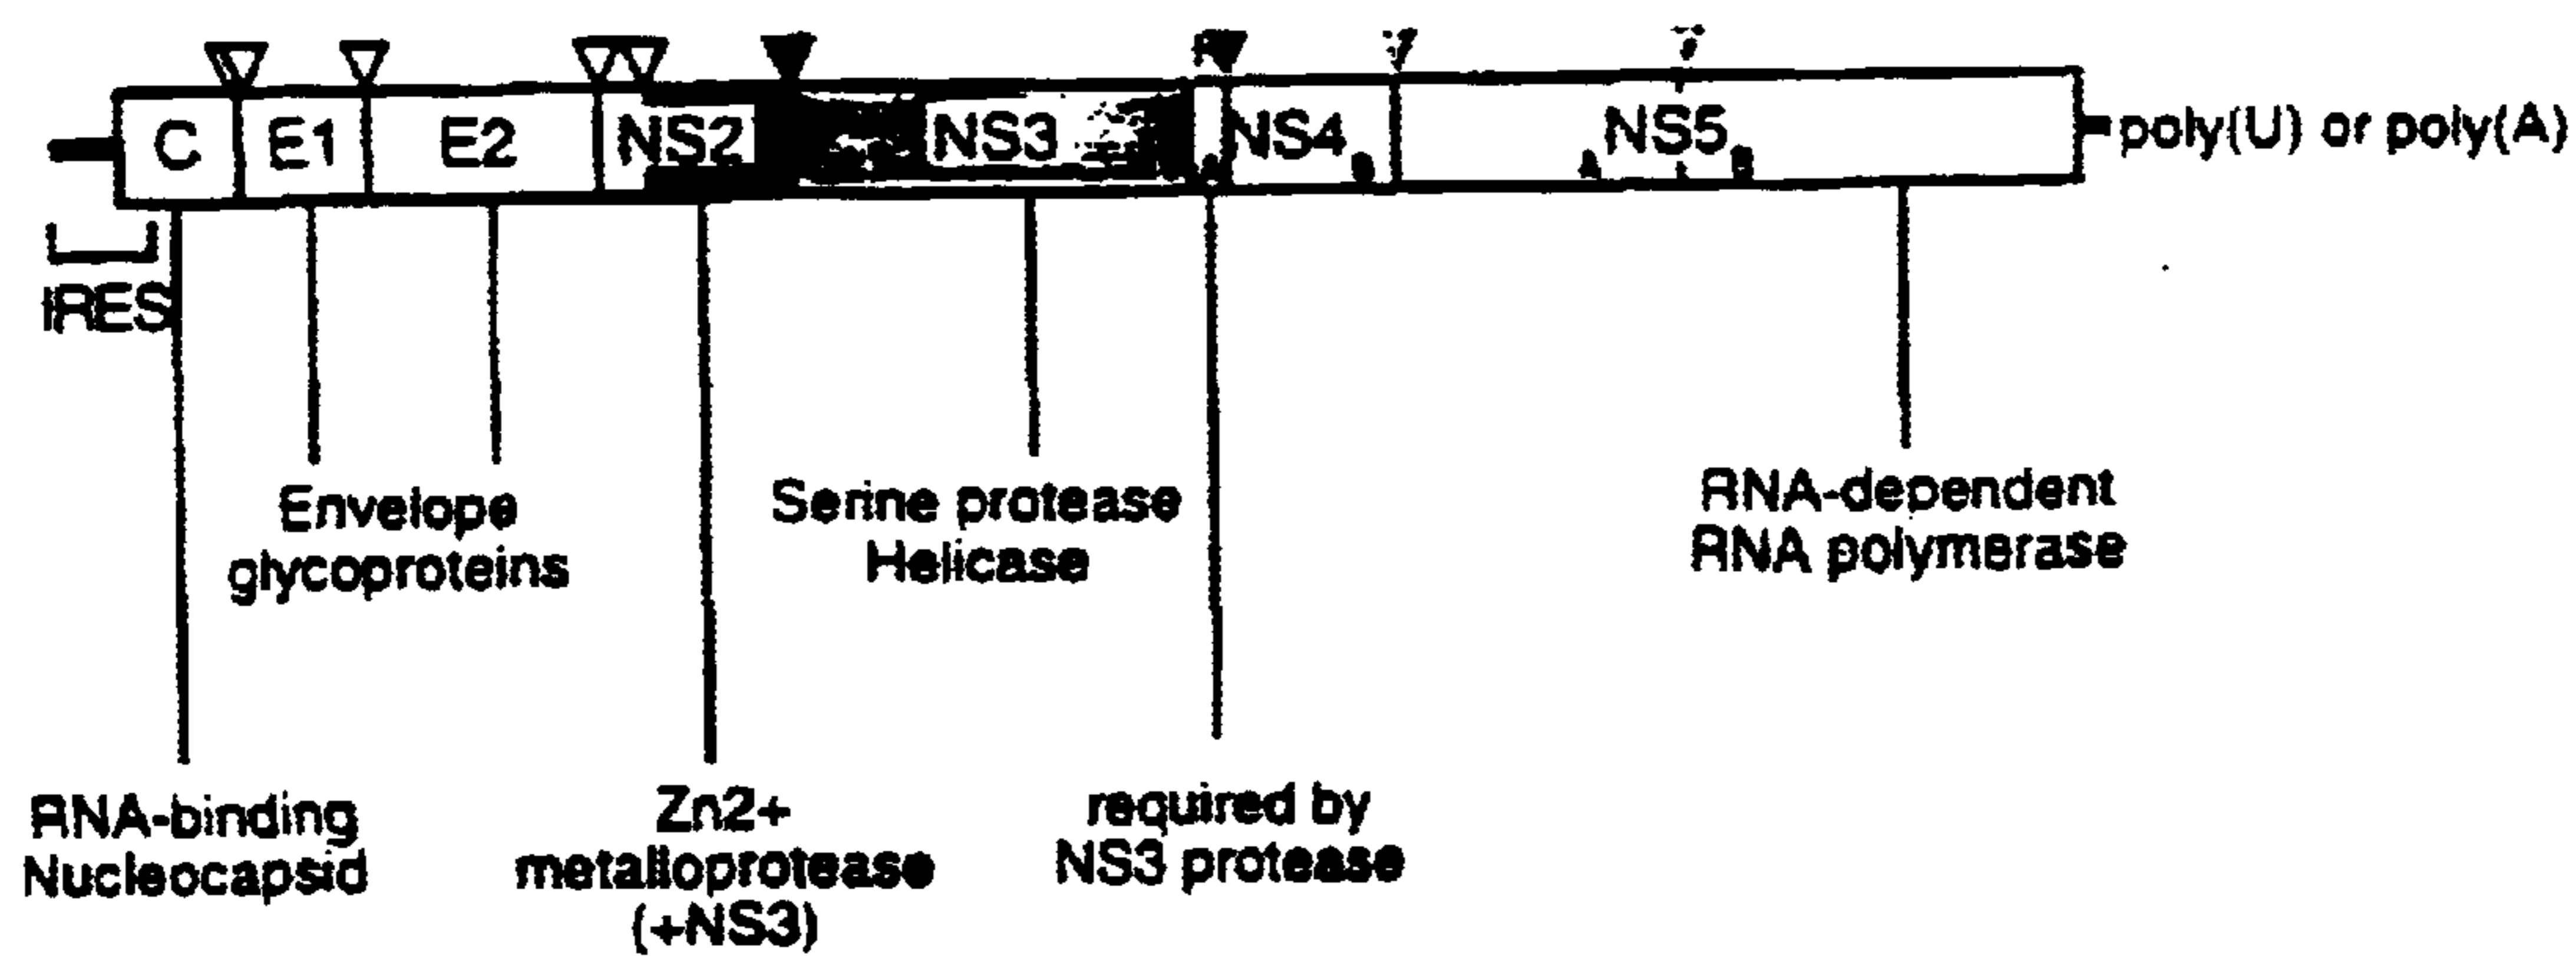 C E1 E2 NS2 NS3 NS4 B A NS5 B poly(U) or poly(A)
IRES
Envelope
glycoproteins
Serine protease
Helicase
RNA-dependent
RNA polymerase
RNA-binding
Nucleocapsid
Zn2+
metalloprotease
(+NS3)
required by
NS3 protease